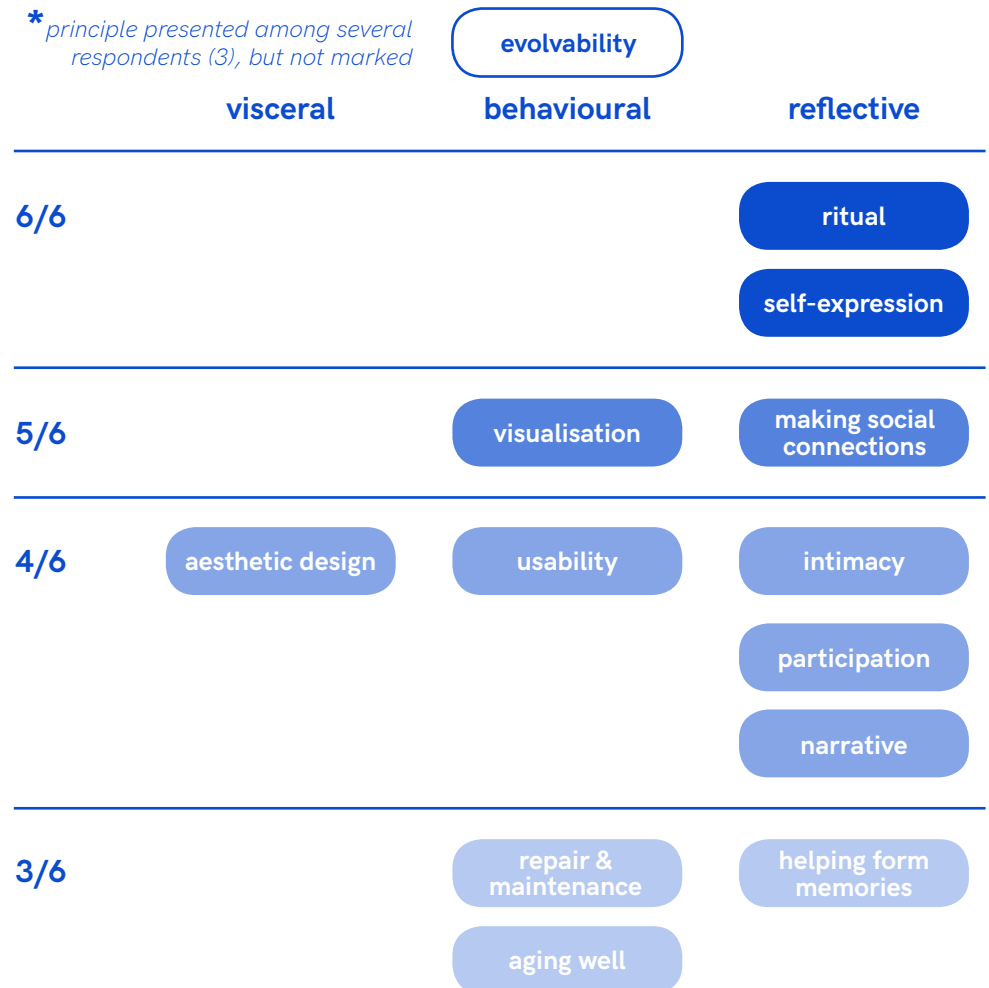 *principle presented among several
respondents (3), but not marked
evolvability
visceral behavioural reflective
6/6
ritual
self-expression
5/6
visualisation
making social
connections
4/6
aesthetic design
usability
intimacy
participation
narrative
3/6
repair &
maintenance
helping form
memories
aging well